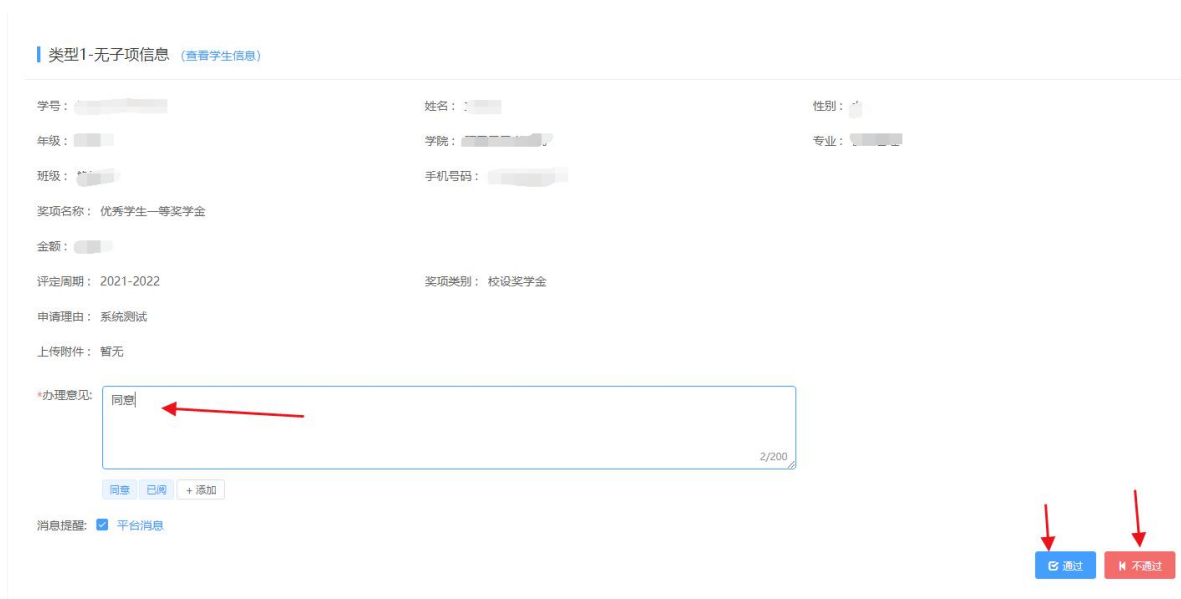 类型1-无子项信息 (查看学生信息)
学号: 姓名: 性别:
年级: 学院: 专业:
班级: 手机号码:
奖项名称: 优秀学生一等奖学金
金额:
评定周期: 2021-2022 奖项类别: 校设奖学金
申请理由: 系统测试
上传附件: 暂无
*办理意见: 同意
2/200
同意 已阅 + 添加
消息提醒: 平台消息
通过 不通过